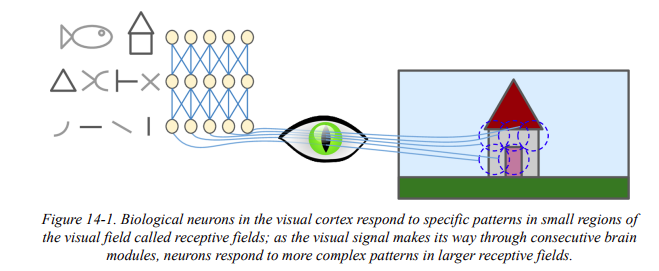 Figure 14-1. Biological neurons in the visual cortex respond to specific patterns in small regions of
the visual field called receptive fields; as the visual signal makes its way through consecutive brain
modules, neurons respond to more complex patterns in larger receptive fields.